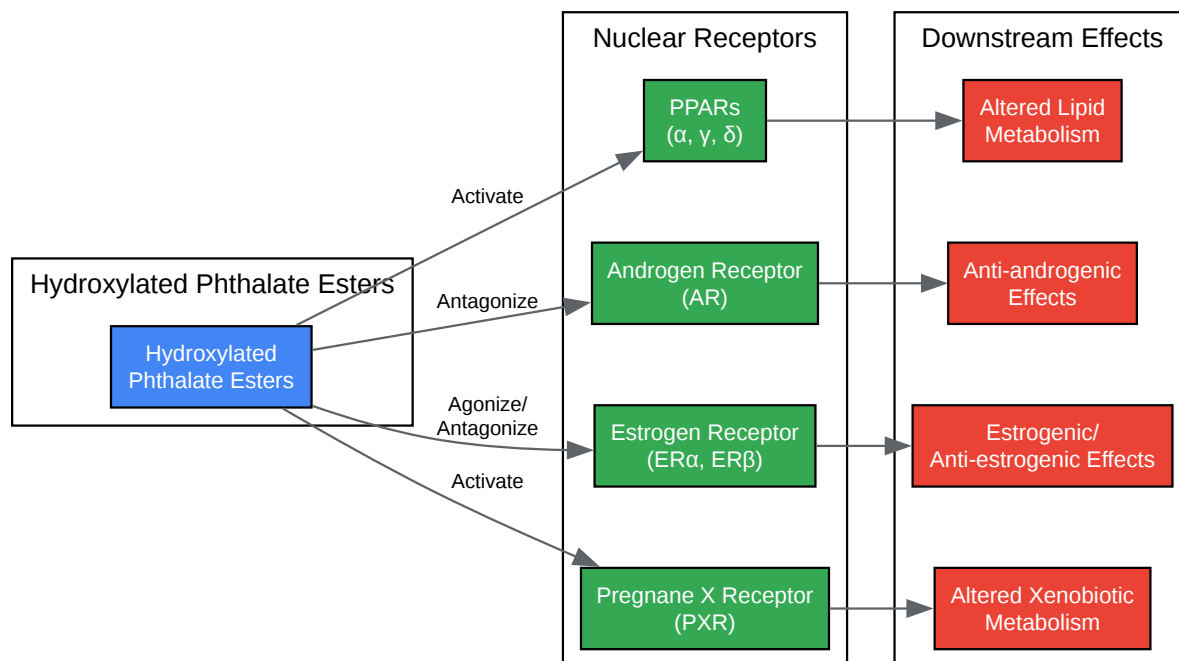 Nuclear Receptors
Downstream Effects
PPARs
(α, γ, δ)
Altered Lipid
Metabolism
Activate
Hydroxylated Phthalate Esters
Androgen Receptor
(AR)
Anti-androgenic
Effects
Antagonize
Hydroxylated
Phthalate Esters
Agonize/
Antagonize
Estrogen Receptor
(ERα, ERβ)
Estrogenic/
Anti-estrogenic Effects
Activate
Pregnane X Receptor
(PXR)
Altered Xenobiotic
Metabolism